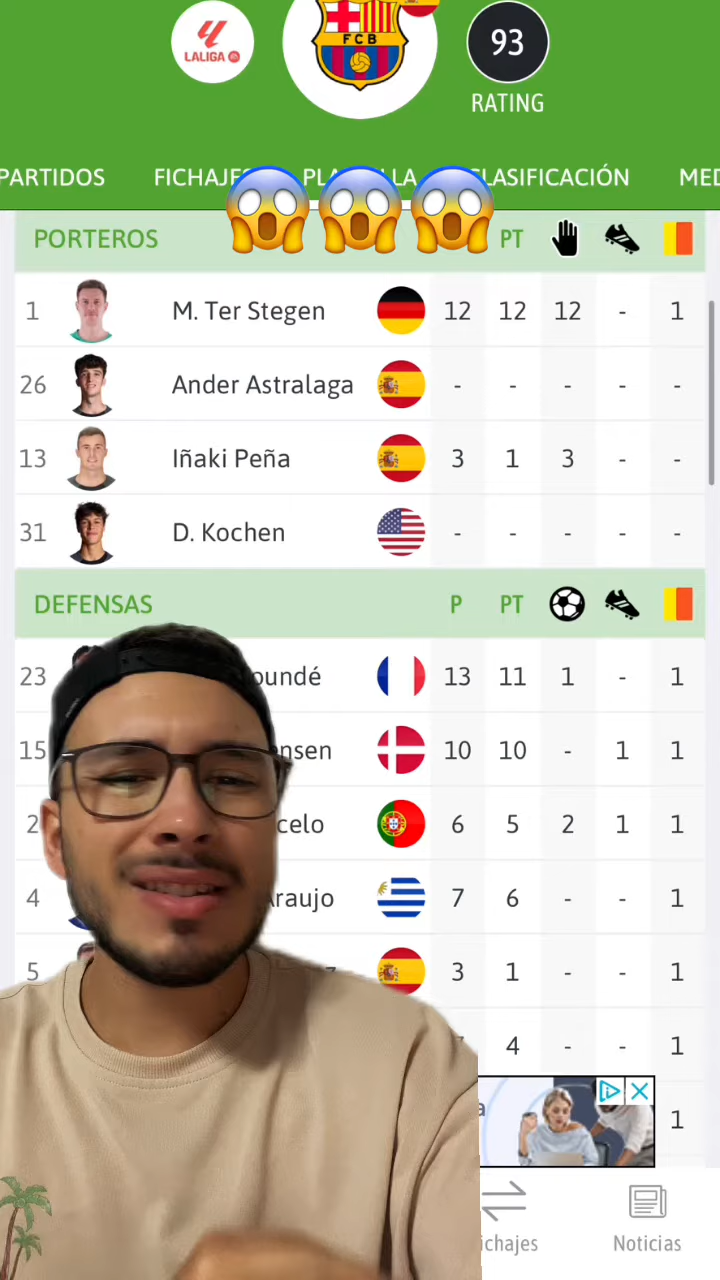 LALIGA
FCB
93
RATING
PARTIDOS FICHAJES CLASIFICACIÓN
PORTEROS PT
1 M. Ter Stegen 12 12 12 - 1
26 Ander Astralaga - - - - -
13 Iñaki Peña 3 1 3 - -
31 D. Kochen - - - - -
DEFENSAS P PT
23 oundé 13 11 1 - 1
15 ensen 10 10 - 1 1
2 celo 6 5 2 1 1
4 Araujo 7 6 - - 1
5 3 1 - - 1
4 - - 1
1
ichajes Noticias